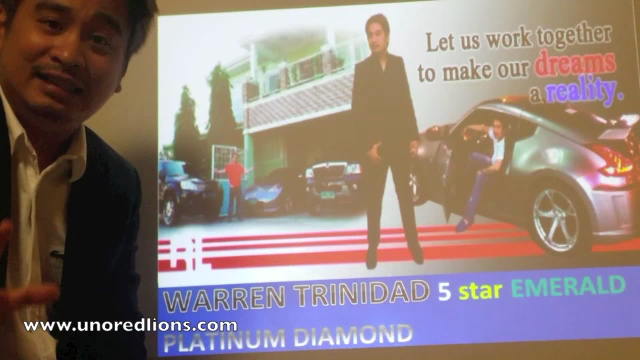 Let us work together
to make our dreams
a reality.
WARREN TRINIDAD 5 star EMERALD
PLATINUM DIAMOND
www.unoredlions.com